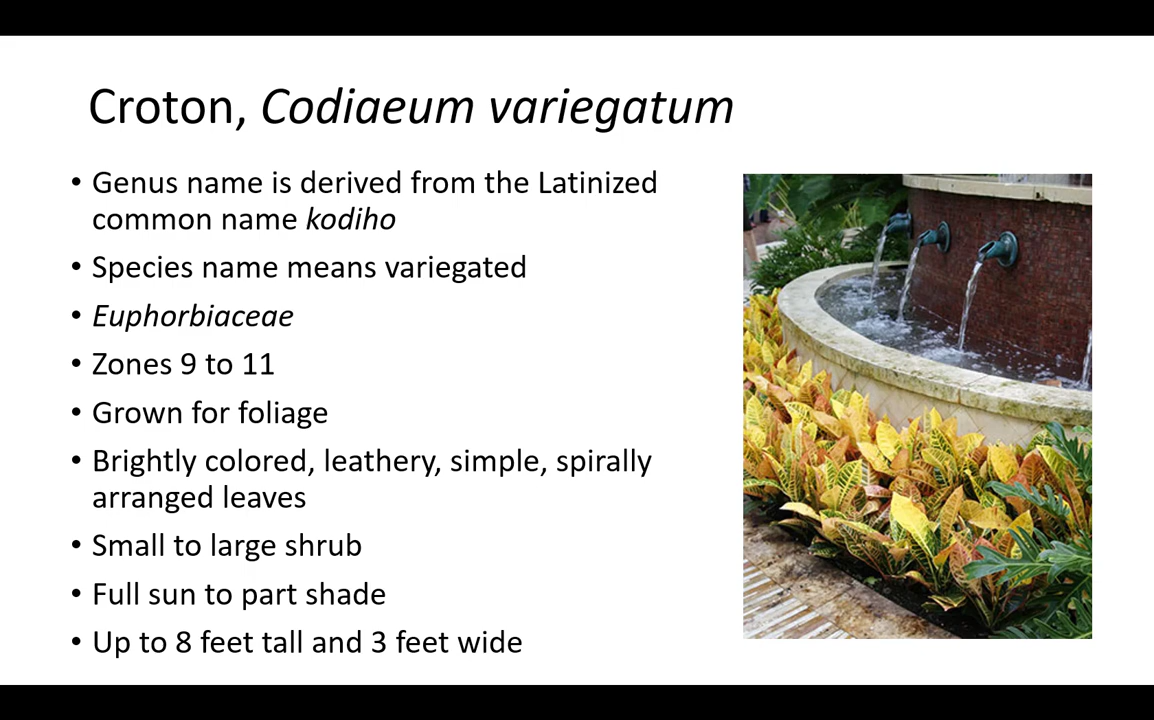 Croton, Codiaeum variegatum
• Genus name is derived from the Latinized
common name kodiho
• Species name means variegated
• Euphorbiaceae
• Zones 9 to 11
• Grown for foliage
• Brightly colored, leathery, simple, spirally
arranged leaves
• Small to large shrub
• Full sun to part shade
• Up to 8 feet tall and 3 feet wide